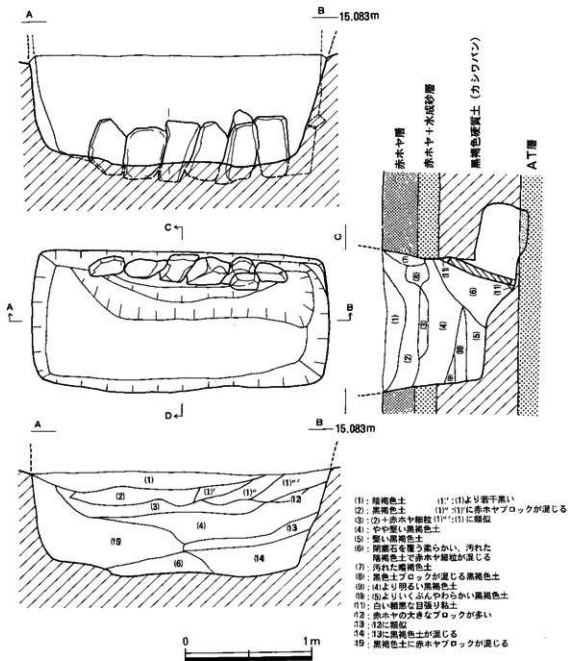 A
B
15.083m
赤ホヤ層
赤ホヤ+水成砂層
黒褐色硬質土(カシワバン)
AT層
C
C
(7)
(8)
(11)
(1)
(2)
(3)
(4)
(6)
(11)
(5)
(10)
(9)
A
B
D
A
B
15.083m
(1)
(2)
(1)'
(1)''
(1)'''
(12)
(3)
(4)
(13)
(15)
(14)
(6)
(1):暗褐色土 (1)':(1)より若干黒い
(2):黒褐色土 (1)'':(1)'に赤ホヤブロックが混じる
(3):(2)+赤ホヤ細粒 (1)''':(1)に類似
(4):やや堅い黒褐色土
(5):堅い黒褐色土
(6):閉塞石を覆う柔らかい、汚れた
暗褐色土で赤ホヤ細粒が混じる
(7):汚れた暗褐色土
(8):黒色土ブロックが混じる黒褐色土
(9):(4)より明るい黒褐色土
(10):(5)よりいくぶんやわらかい黒褐色土
(11):白い粗悪な目張り粘土
(12):赤ホヤの大きなブロックが多い
(13):(12)に類似
(14):(13)に黒褐色土が混じる
(15):黒褐色土に赤ホヤブロックが混じる
0
1m